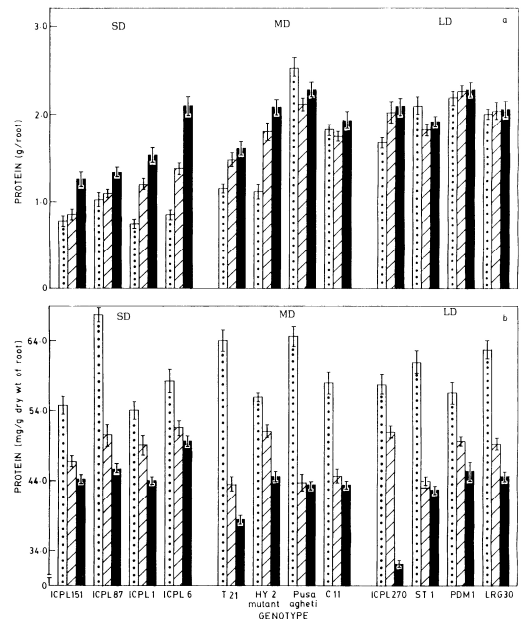 SD MD LD a
3·0
2·0
1·0
0
PROTEIN (g/root)
SD MD LD b
64·0
54·0
44·0
34·0
0
PROTEIN (mg/g dry wt of root)
ICPL151 ICPL87 ICPL1 ICPL6 T 21 HY 2 Pusa C 11 ICPL270 ST 1 PDM1 LRG30
mutant agheti
GENOTYPE